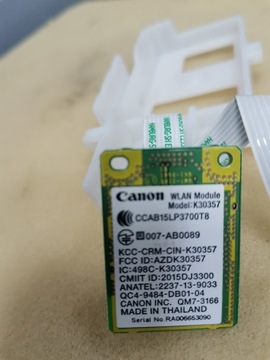 Canon WLAN Module
Model:K30357
CCAB15LP3700T8
R 007-AB0089
KCC-CRM-CIN-K30357
FCC ID:AZDK30357
IC:498C-K30357
CMIIT ID:2015DJ3300
ANATEL:2237-13-9033
QC4-9484-DB01-04
CANON INC. QM7-3166
MADE IN THAILAND
Serial No.RA006653090